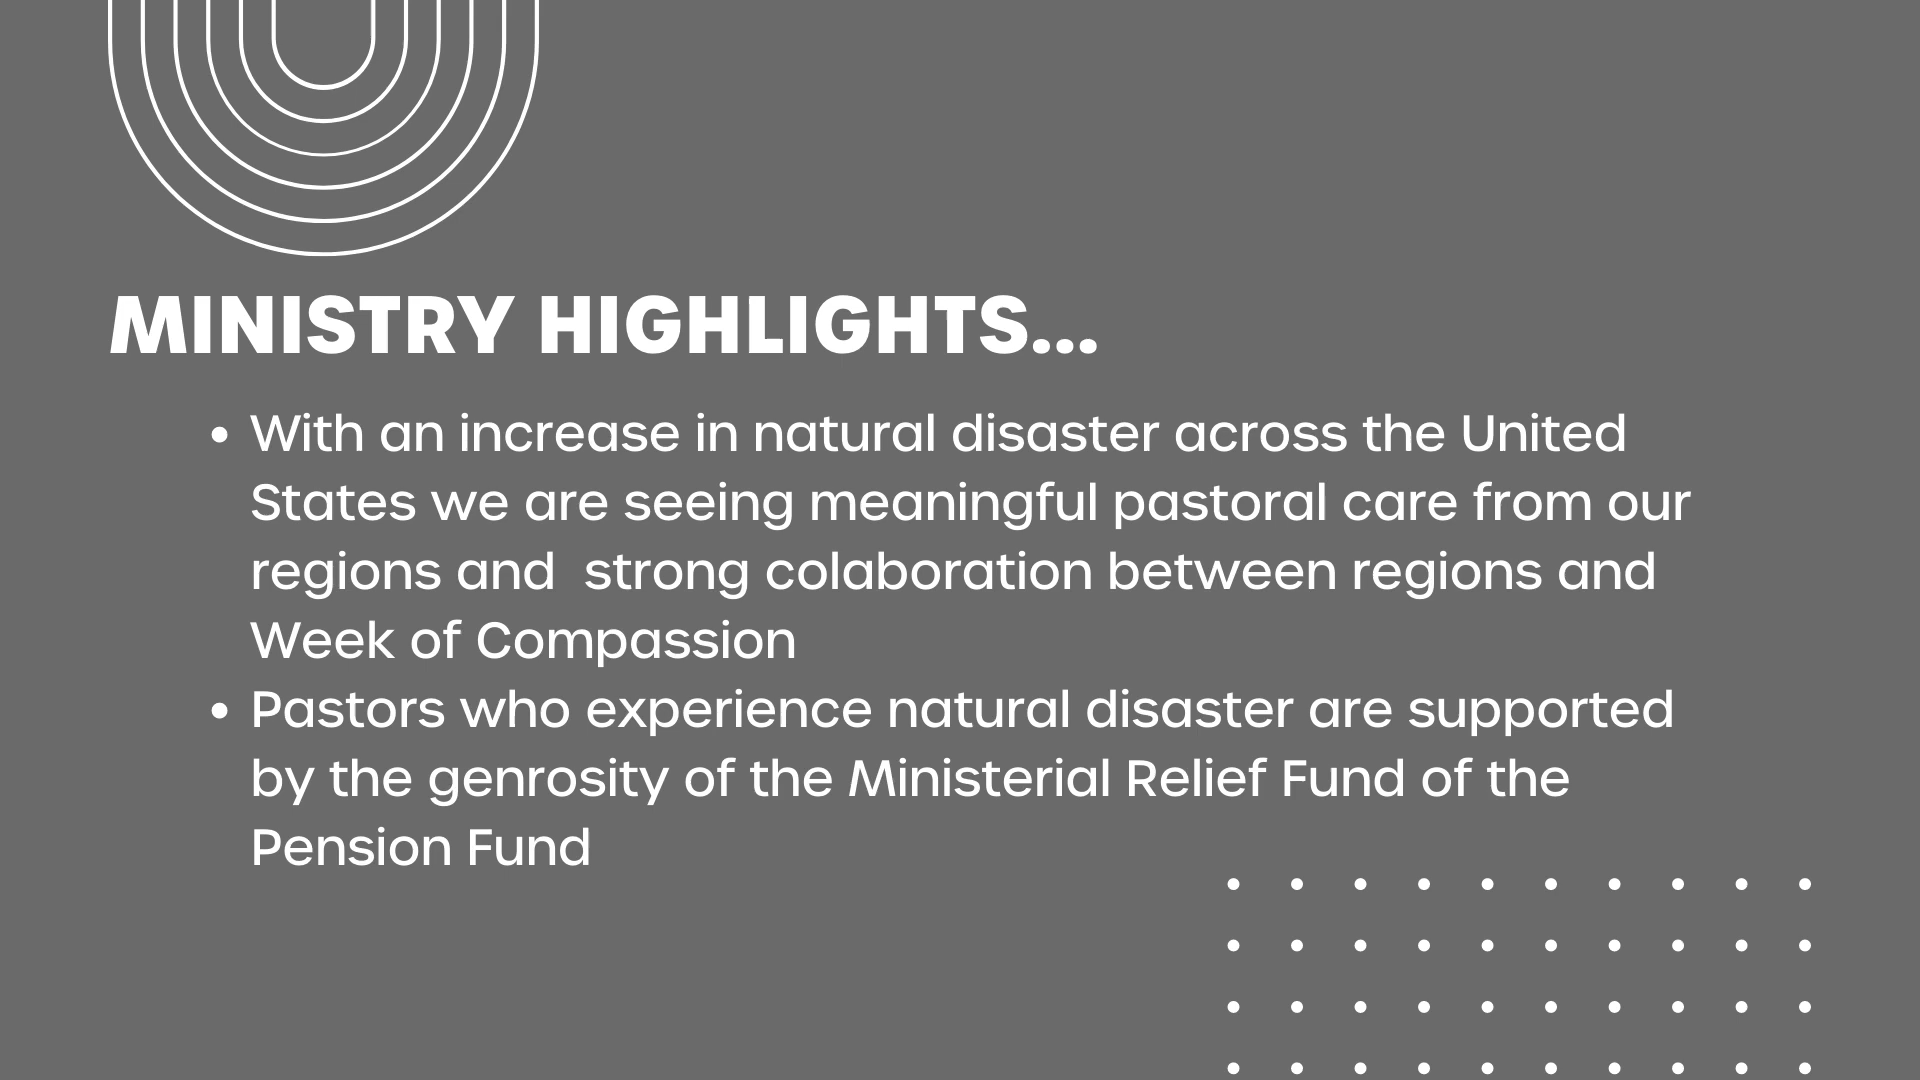 MINISTRY HIGHLIGHTS...
• With an increase in natural disaster across the United
States we are seeing meaningful pastoral care from our
regions and  strong colaboration between regions and
Week of Compassion
• Pastors who experience natural disaster are supported
by the genrosity of the Ministerial Relief Fund of the
Pension Fund